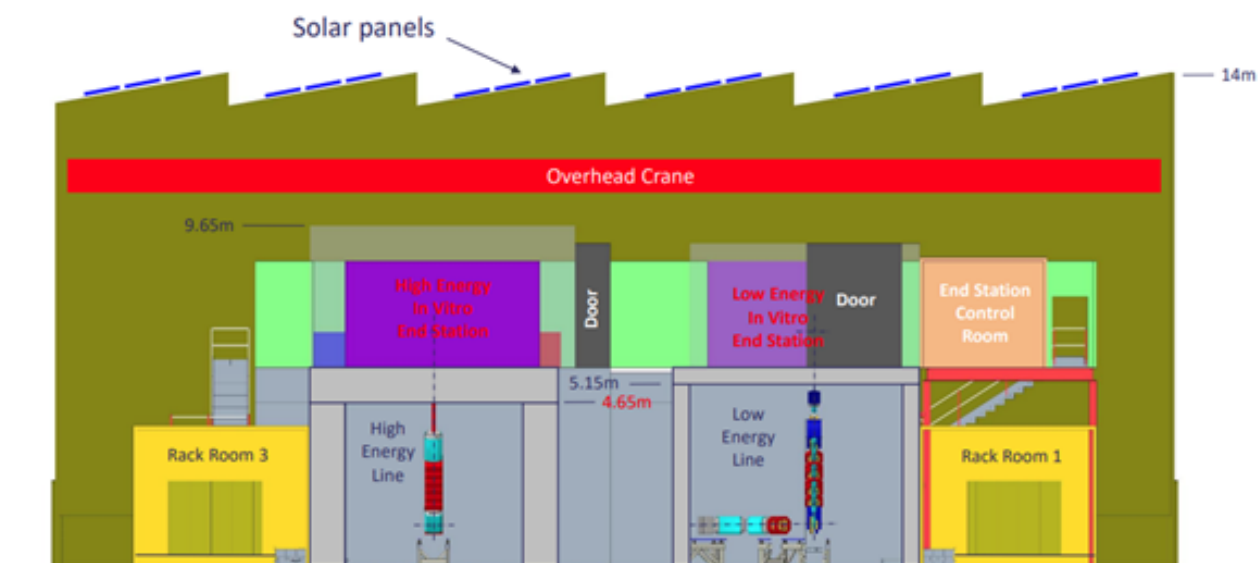 Solar panels
14m
Overhead Crane
9.65m
High Energy
In Vitro
End Station
Door
Low Energy
In Vitro
End Station
Door
End Station
Control
Room
5.15m
4.65m
Rack Room 3
High
Energy
Line
Low
Energy
Line
Rack Room 1